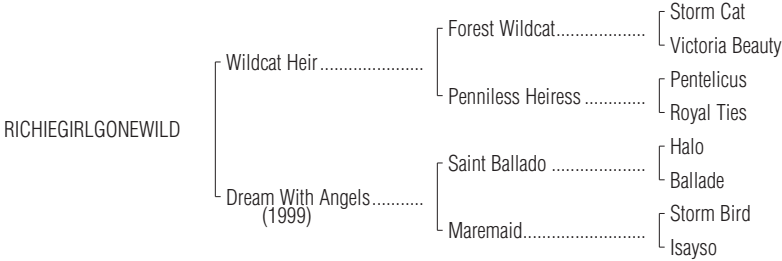 Storm Cat
Forest Wildcat....................
Victoria Beauty
Wildcat Heir.......................
Pentelicus
Penniless Heiress.............
Royal Ties
RICHIEGIRLGONEWILD
Halo
Saint Ballado....................
Ballade
Dream With Angels...........
(1999)
Storm Bird
Maremaid..........................
Isayso